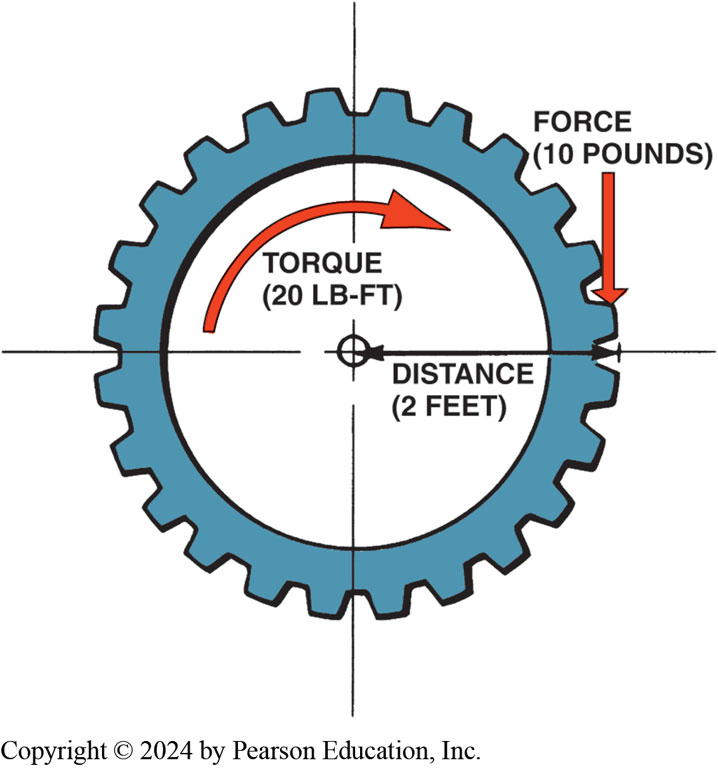 FORCE
(10 POUNDS)
TORQUE
(20 LB-FT)
DISTANCE
(2 FEET)
Copyright © 2024 by Pearson Education, Inc.